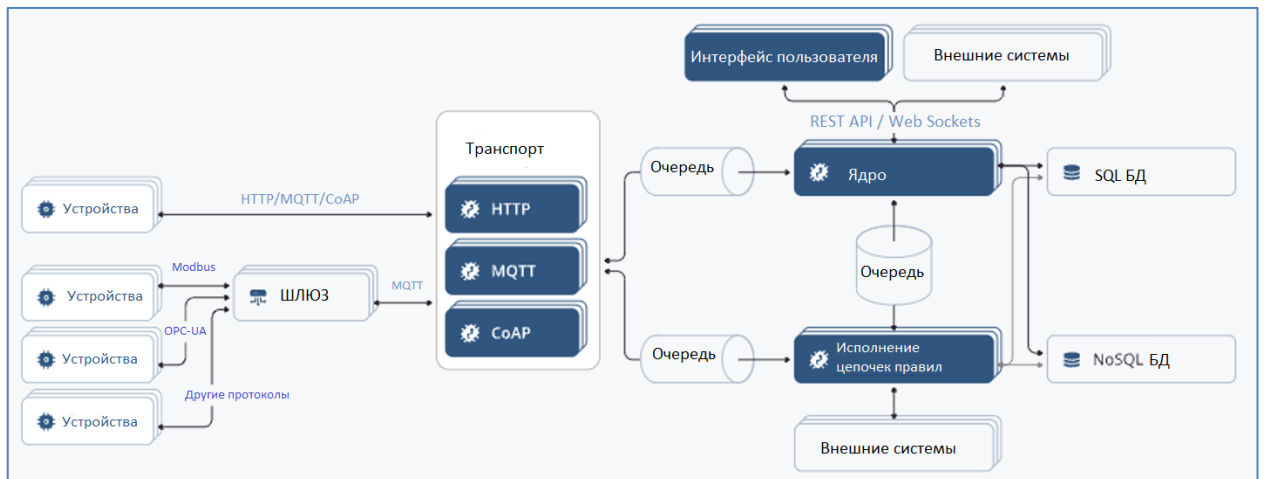 Интерфейс пользователя
Внешние системы
REST API / Web Sockets
Транспорт
Очередь
Ядро
SQL БД
HTTP/MQTT/CoAP
Устройства
HTTP
Modbus
MQTT
Устройства
ШЛЮЗ
MQTT
Очередь
OPC-UA
CoAP
Устройства
Очередь
Исполнение
цепочек правил
NoSQL БД
Другие протоколы
Устройства
Внешние системы